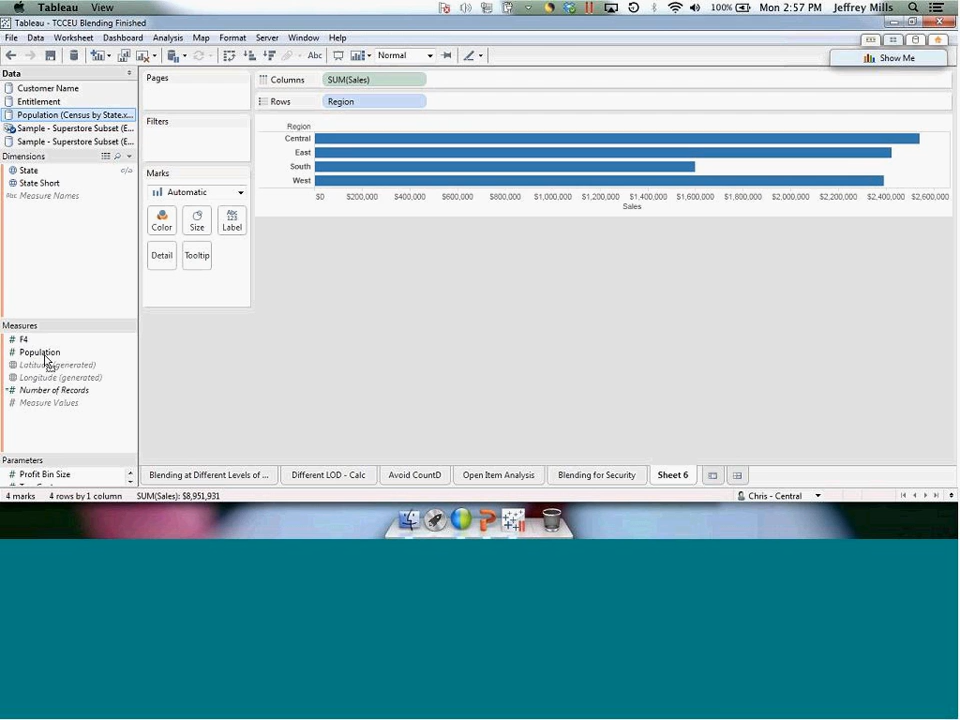 Tableau View 100% Mon 2:57 PM Jeffrey Mills
Tableau - TCCEU Blending Finished
File Data Worksheet Dashboard Analysis Map Format Server Window Help
Abc Normal Show Me
Data
Customer Name
Entitlement
Population (Census by State.x...
Sample - Superstore Subset (E...
Sample - Superstore Subset (E...
Dimensions
State
State Short
Abc Measure Names
Measures
# F4
# Population
Latitude (generated)
Longitude (generated)
# Number of Records
# Measure Values
Parameters
# Profit Bin Size
Pages
Filters
Marks
Automatic
Color Size Abc 123 Label
Detail Tooltip
Columns SUM(Sales)
Rows Region
Region
Central
East
South
West
$0 $200,000 $400,000 $600,000 $800,000 $1,000,000 $1,200,000 $1,400,000 $1,600,000 $1,800,000 $2,000,000 $2,200,000 $2,400,000 $2,600,000
Sales
Blending at Different Levels of ... Different LOD - Calc Avoid CountD Open Item Analysis Blending for Security Sheet 6
4 marks 4 rows by 1 column SUM(Sales): $8,951,931 Chris - Central